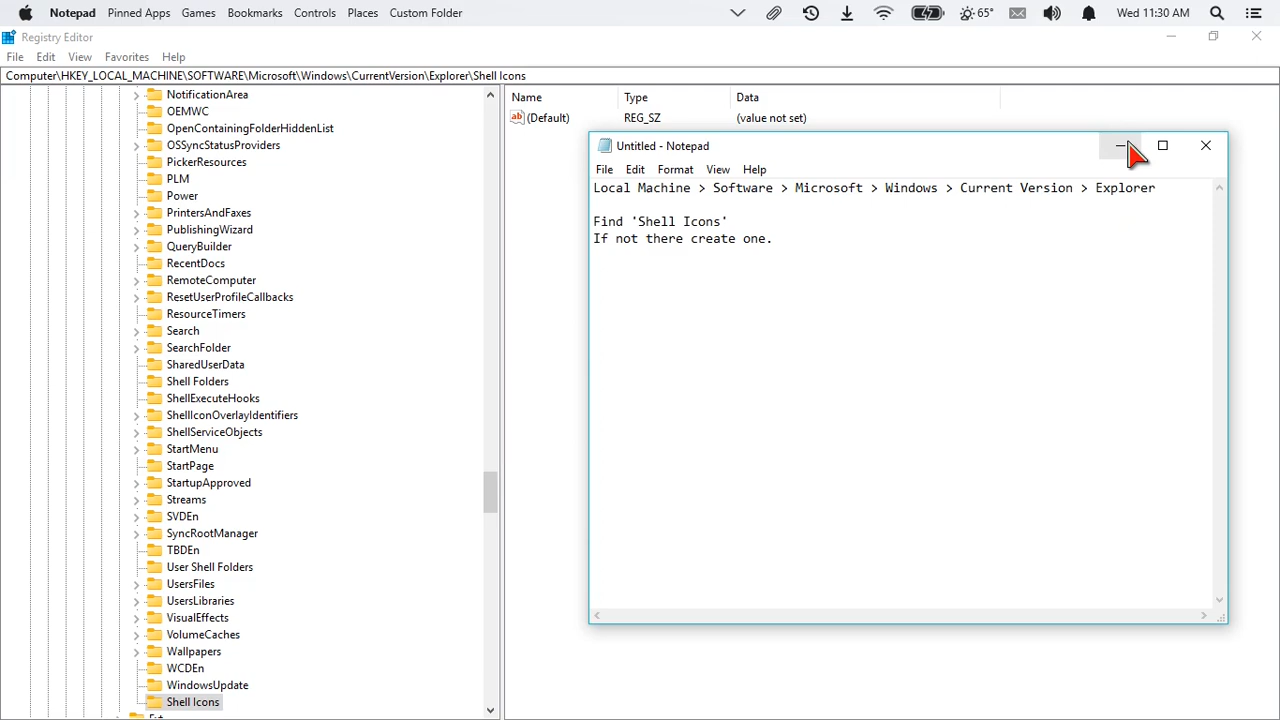 Notepad Pinned Apps Games Bookmarks Controls Places Custom Folder 65° Wed 11:30 AM
Registry Editor
File Edit View Favorites Help
Computer\HKEY_LOCAL_MACHINE\SOFTWARE\Microsoft\Windows\CurrentVersion\Explorer\Shell Icons
NotificationArea
OEMWC
OpenContainingFolderHiddenList
OSSyncStatusProviders
PickerResources
PLM
Power
PrintersAndFaxes
PublishingWizard
QueryBuilder
RecentDocs
RemoteComputer
ResetUserProfileCallbacks
ResourceTimers
Search
SearchFolder
SharedUserData
Shell Folders
ShellExecuteHooks
ShellIconOverlayIdentifiers
ShellServiceObjects
StartMenu
StartPage
StartupApproved
Streams
SVDEn
SyncRootManager
TBDEn
User Shell Folders
UsersFiles
UsersLibraries
VisualEffects
VolumeCaches
Wallpapers
WCDEn
WindowsUpdate
Shell Icons
Name Type Data
ab (Default) REG_SZ (value not set)
Untitled - Notepad
File Edit Format View Help
Local Machine > Software > Microsoft > Windows > Current Version > Explorer
Find 'Shell Icons'
If not there create one.